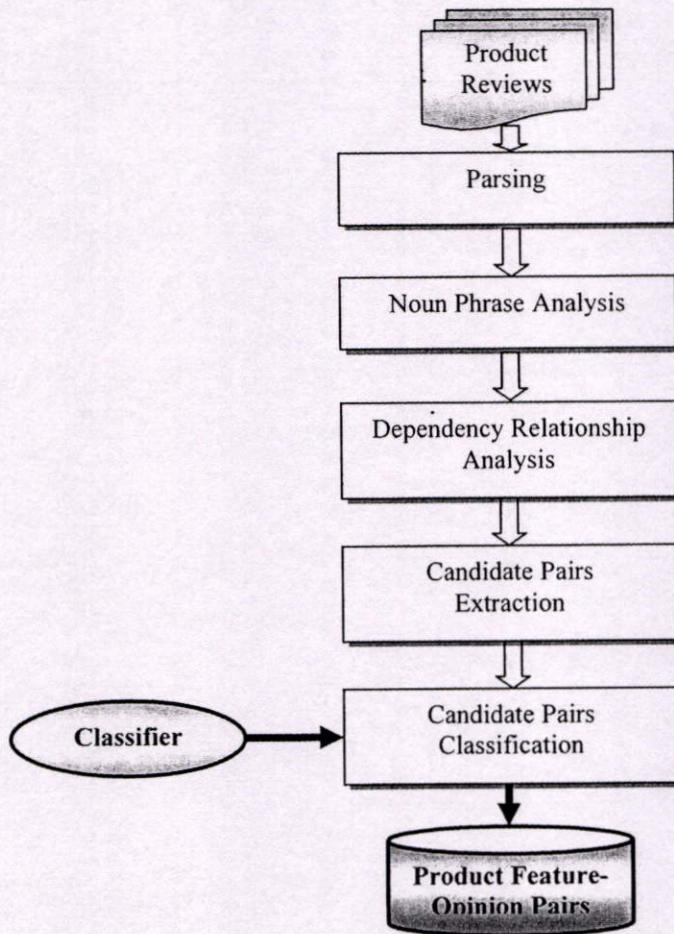 Product
Reviews
Parsing
Noun Phrase Analysis
Dependency Relationship
Analysis
Candidate Pairs
Extraction
Classifier
Candidate Pairs
Classification
Product Feature-
Opinion Pairs